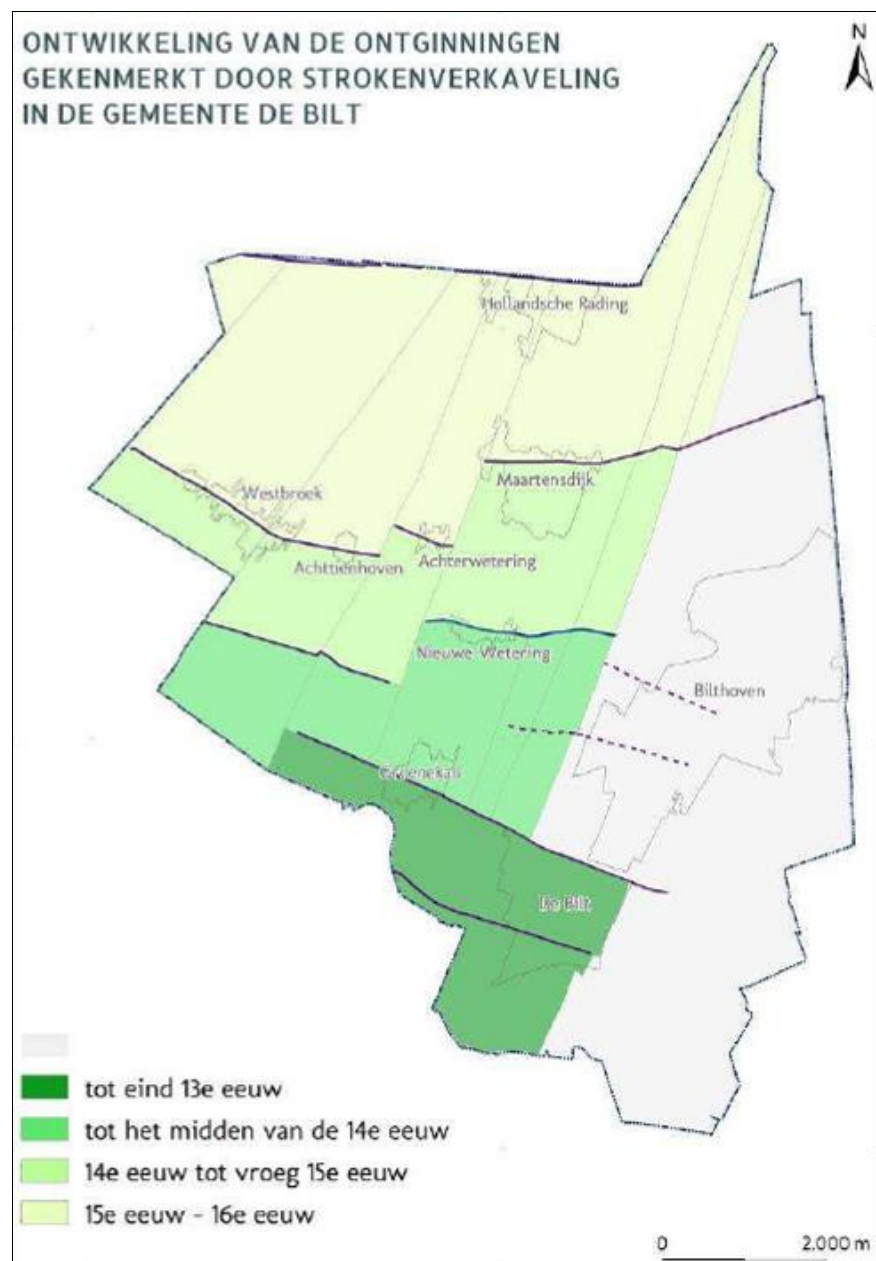 ONTWIKKELING VAN DE ONTGINNINGEN
GEKENMERKT DOOR STROKENVERKAVELING
IN DE GEMEENTE DE BILT
N
Hollandsche Rading
Maartensdijk
Westbroek
Achttienhoven
Achterwetering
Nieuwe Wetering
Bilthoven
Groenekan
De Bilt
tot eind 13e eeuw
tot het midden van de 14e eeuw
14e eeuw tot vroeg 15e eeuw
15e eeuw - 16e eeuw
0 2.000 m